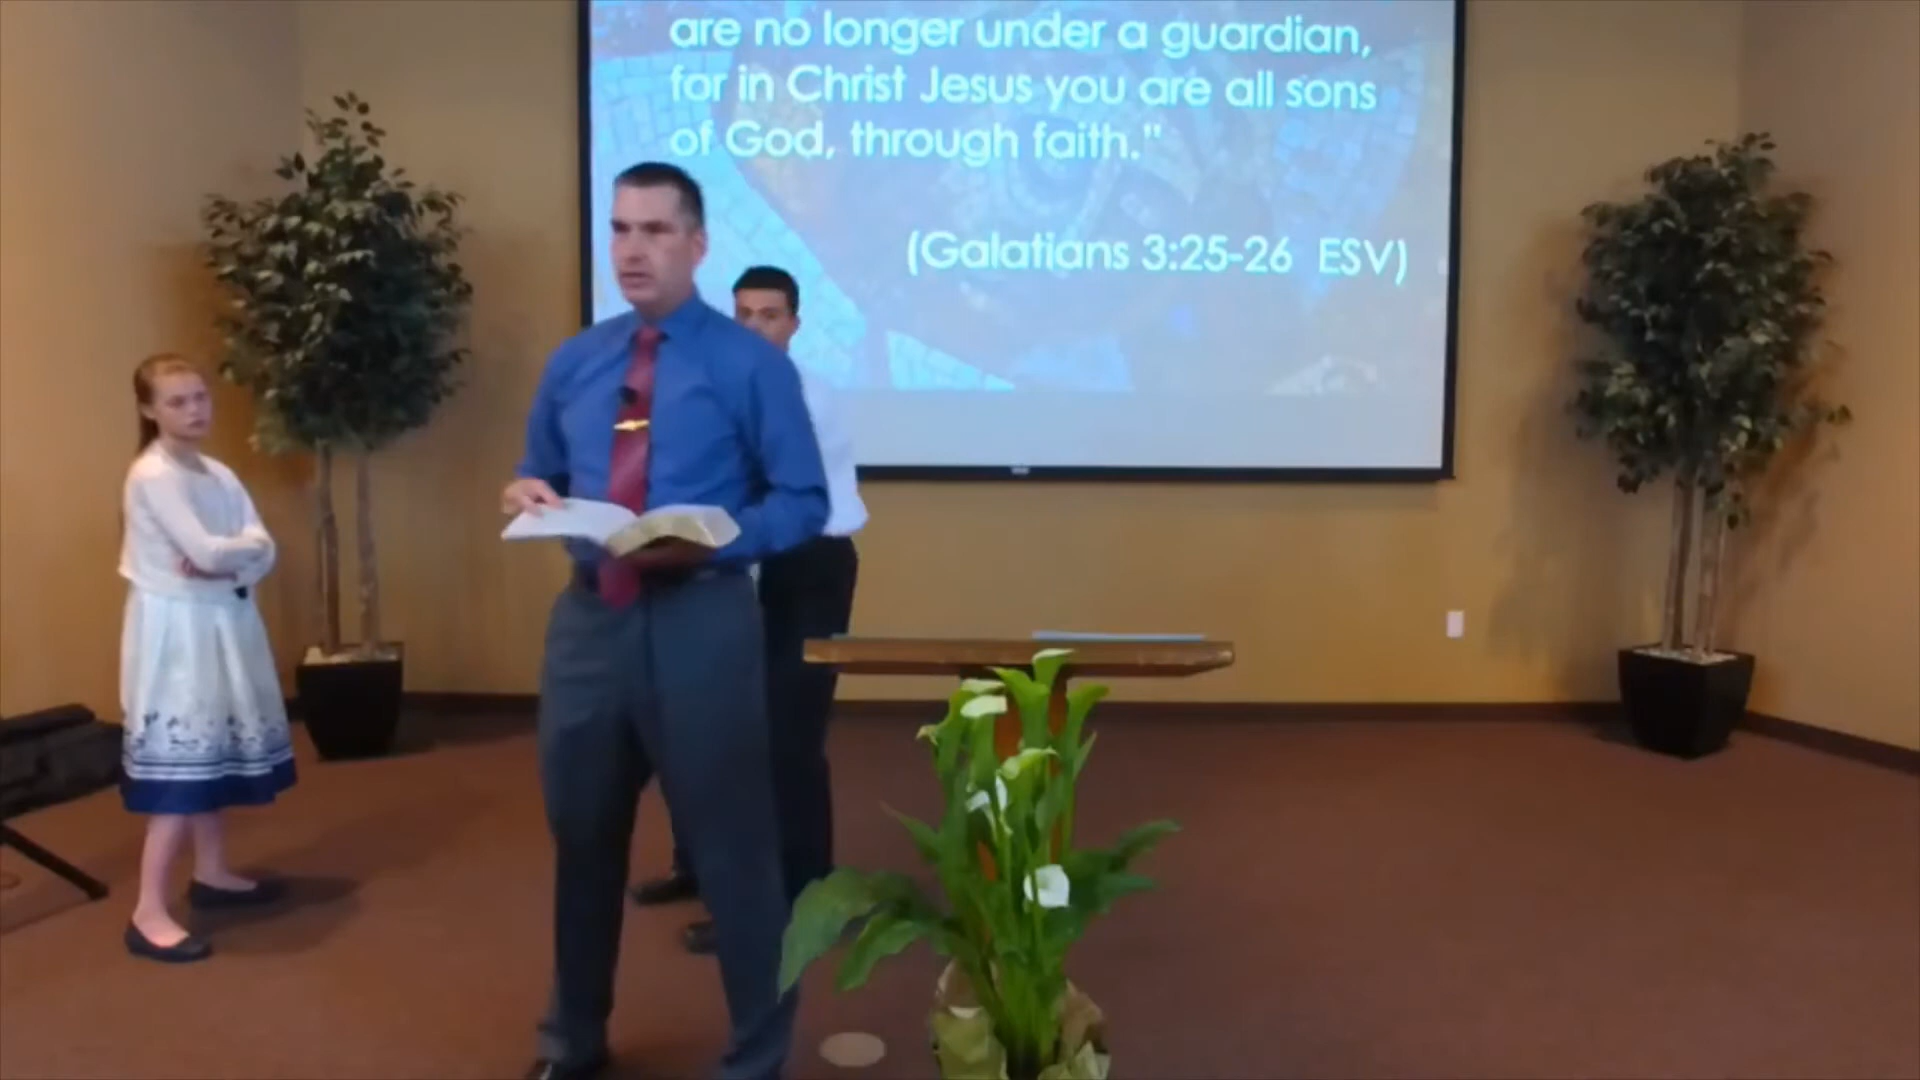 are no longer under a guardian,
for in Christ Jesus you are all sons
of God, through faith."
(Galatians 3:25-26 ESV)